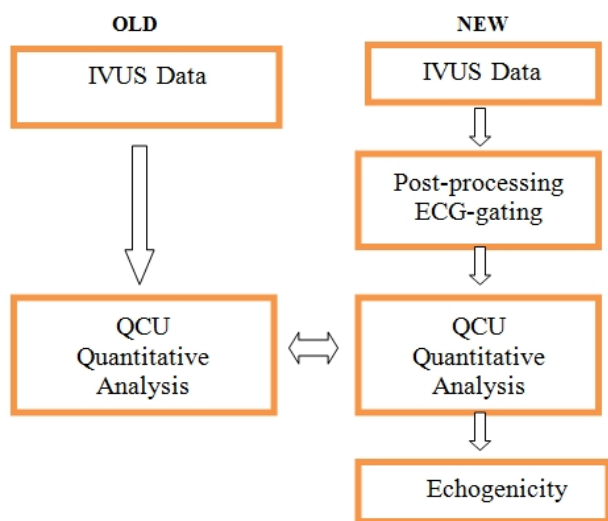 OLD
IVUS Data
QCU
Quantitative
Analysis
NEW
IVUS Data
Post-processing
ECG-gating
QCU
Quantitative
Analysis
Echogenicity